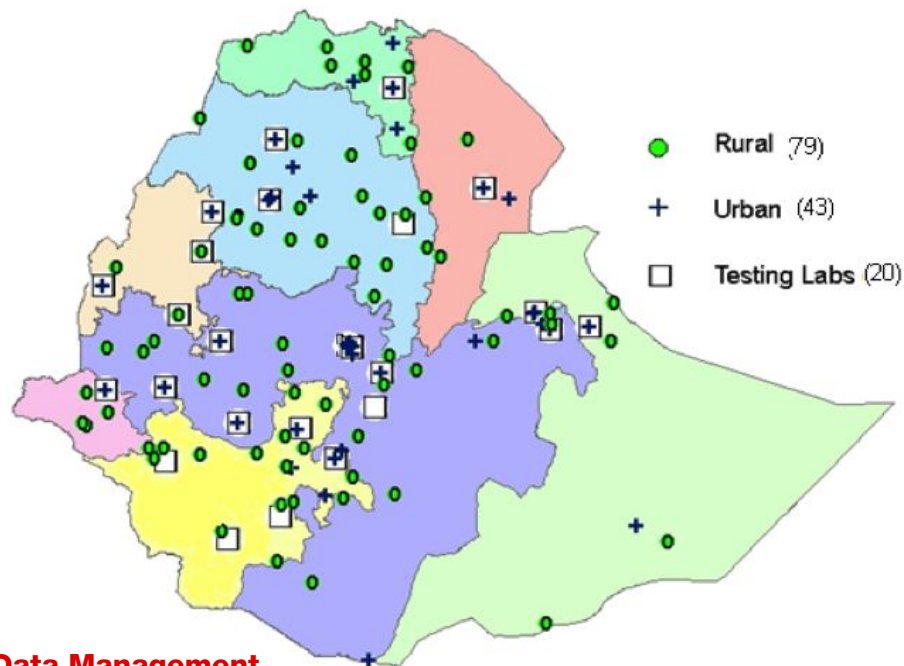 Rural (79)
Urban (43)
Testing Labs (20)
Data Management